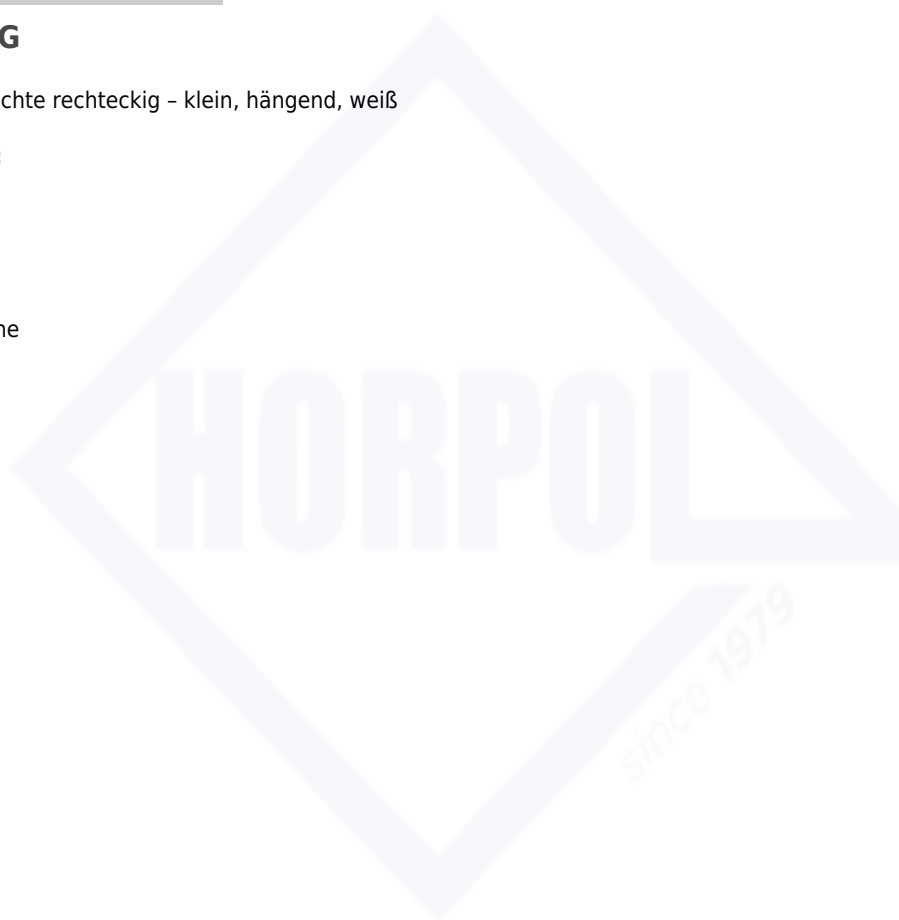 G
chte rechteckig – klein, hängend, weiß
ne
HORPOL
since 1979